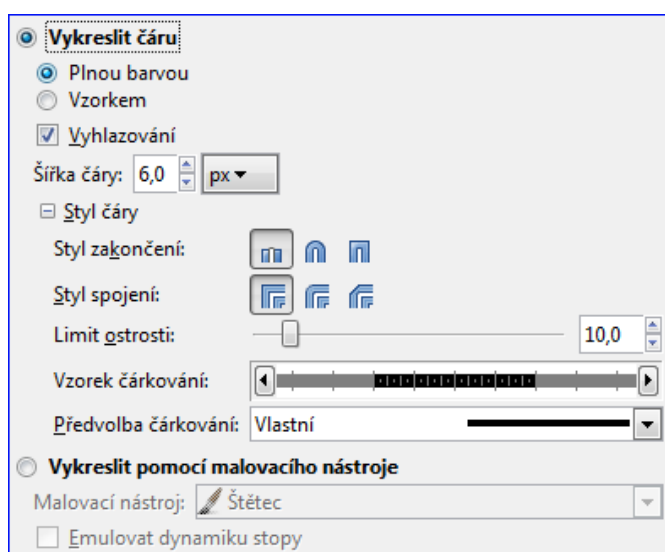 Vykreslit čáru
Plnou barvou
Vzorkem
Vyhlazování
Šířka čáry: 6,0 px
Styl čáry
Styl zakončení:
Styl spojení:
Limit ostrosti: 10,0
Vzorek čárkování:
Předvolba čárkování: Vlastní
Vykreslit pomocí malovacího nástroje
Malovací nástroj: Štětec
Emulovat dynamiku stopy